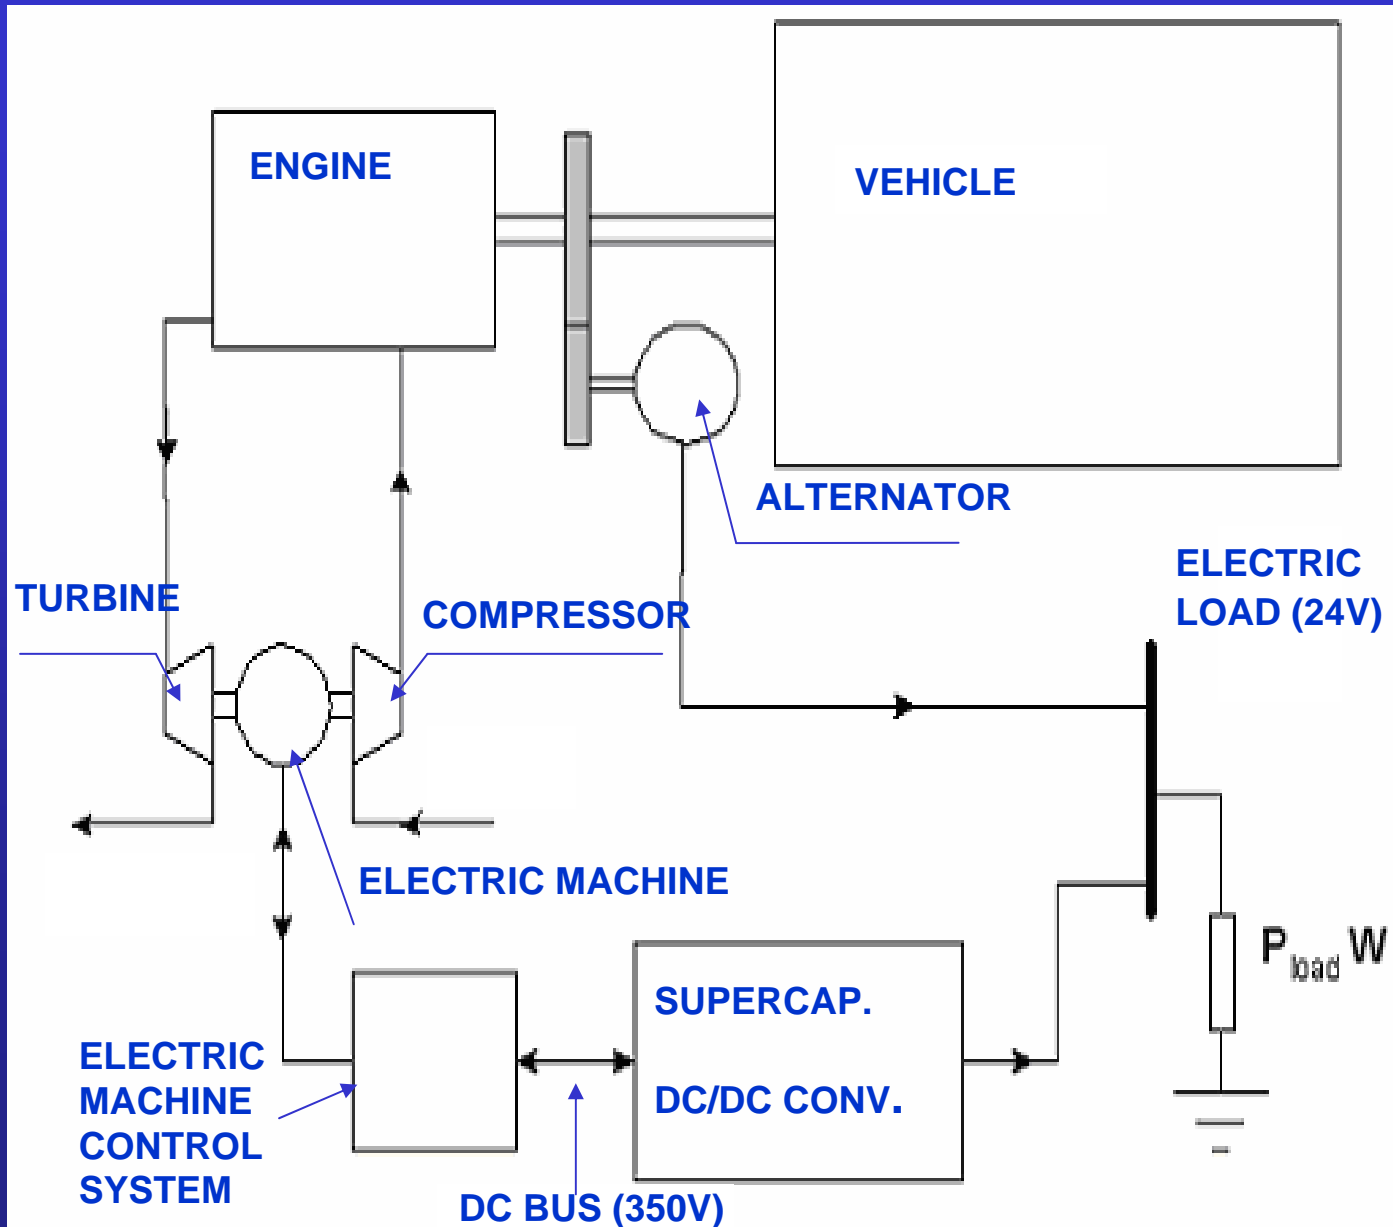 ENGINE
VEHICLE
ALTERNATOR
ELECTRIC
LOAD (24V)
TURBINE
COMPRESSOR
ELECTRIC MACHINE
P_load W
SUPERCAP.
DC/DC CONV.
ELECTRIC
MACHINE
CONTROL
SYSTEM
DC BUS (350V)